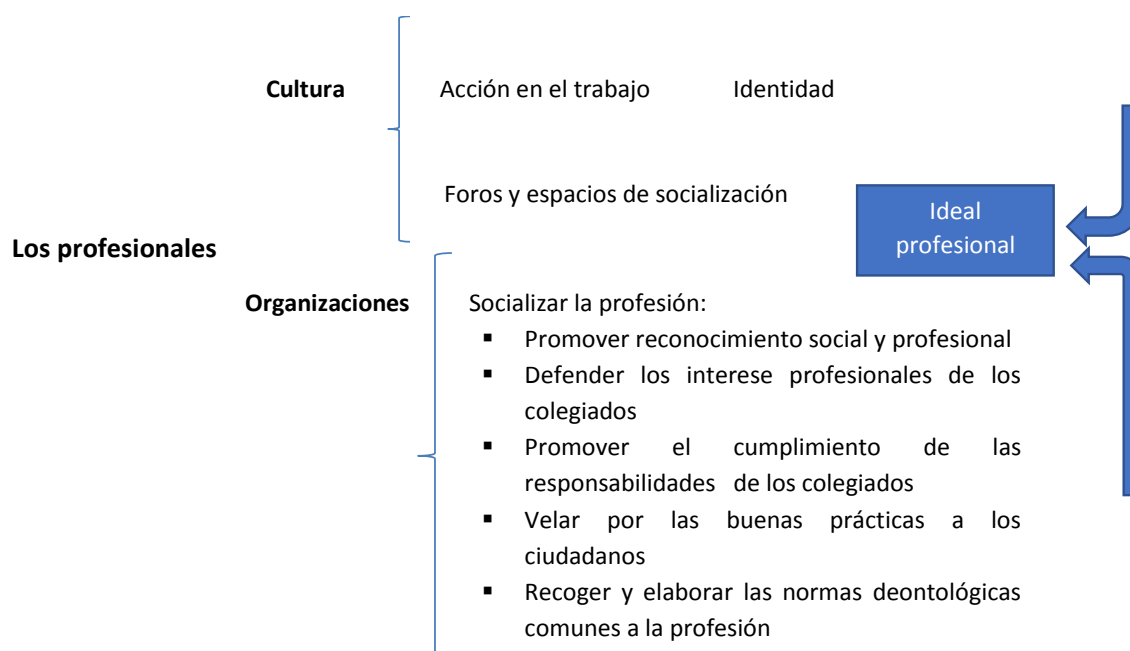 Cultura
Acción en el trabajo Identidad
Foros y espacios de socialización
Ideal
profesional
Los profesionales
Organizaciones
Socializar la profesión:
▪ Promover reconocimiento social y profesional
▪ Defender los interese profesionales de los
colegiados
▪ Promover el cumplimiento de las
responsabilidades de los colegiados
▪ Velar por las buenas prácticas a los
ciudadanos
▪ Recoger y elaborar las normas deontológicas
comunes a la profesión